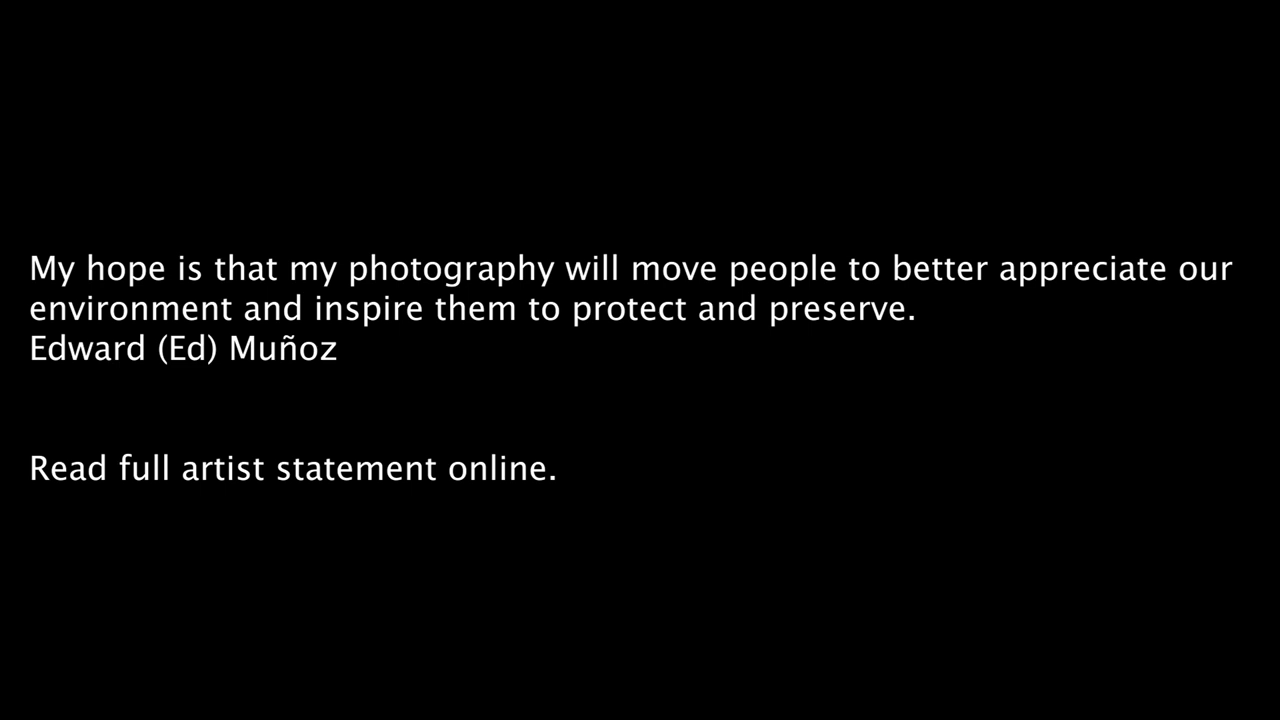 My hope is that my photography will move people to better appreciate our
environment and inspire them to protect and preserve.
Edward (Ed) Muñoz
Read full artist statement online.